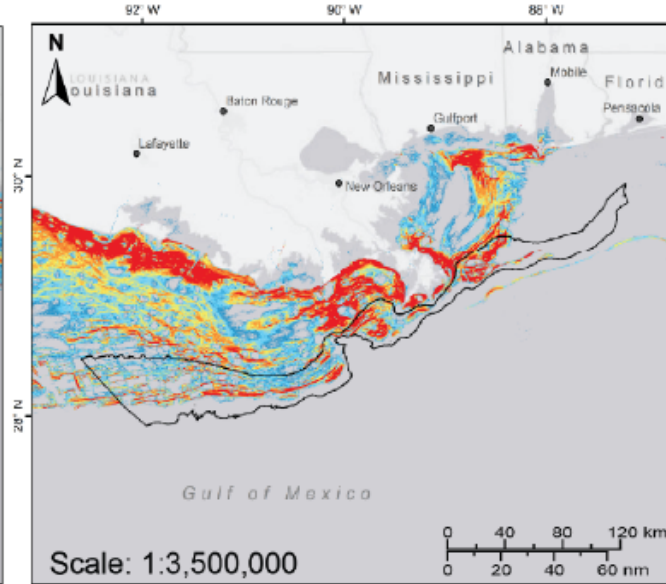 92° W 90° W 88° W
N
LOUISIANA
ouisiana
Alabama
Mississippi
Mobile
Florid
Baton Rouge
Pensacola
Gulfport
Lafayette
30° N
New Orleans
28° N
Gulf of Mexico
0 40 80 120 km
0 20 40 60 nm
Scale: 1:3,500,000